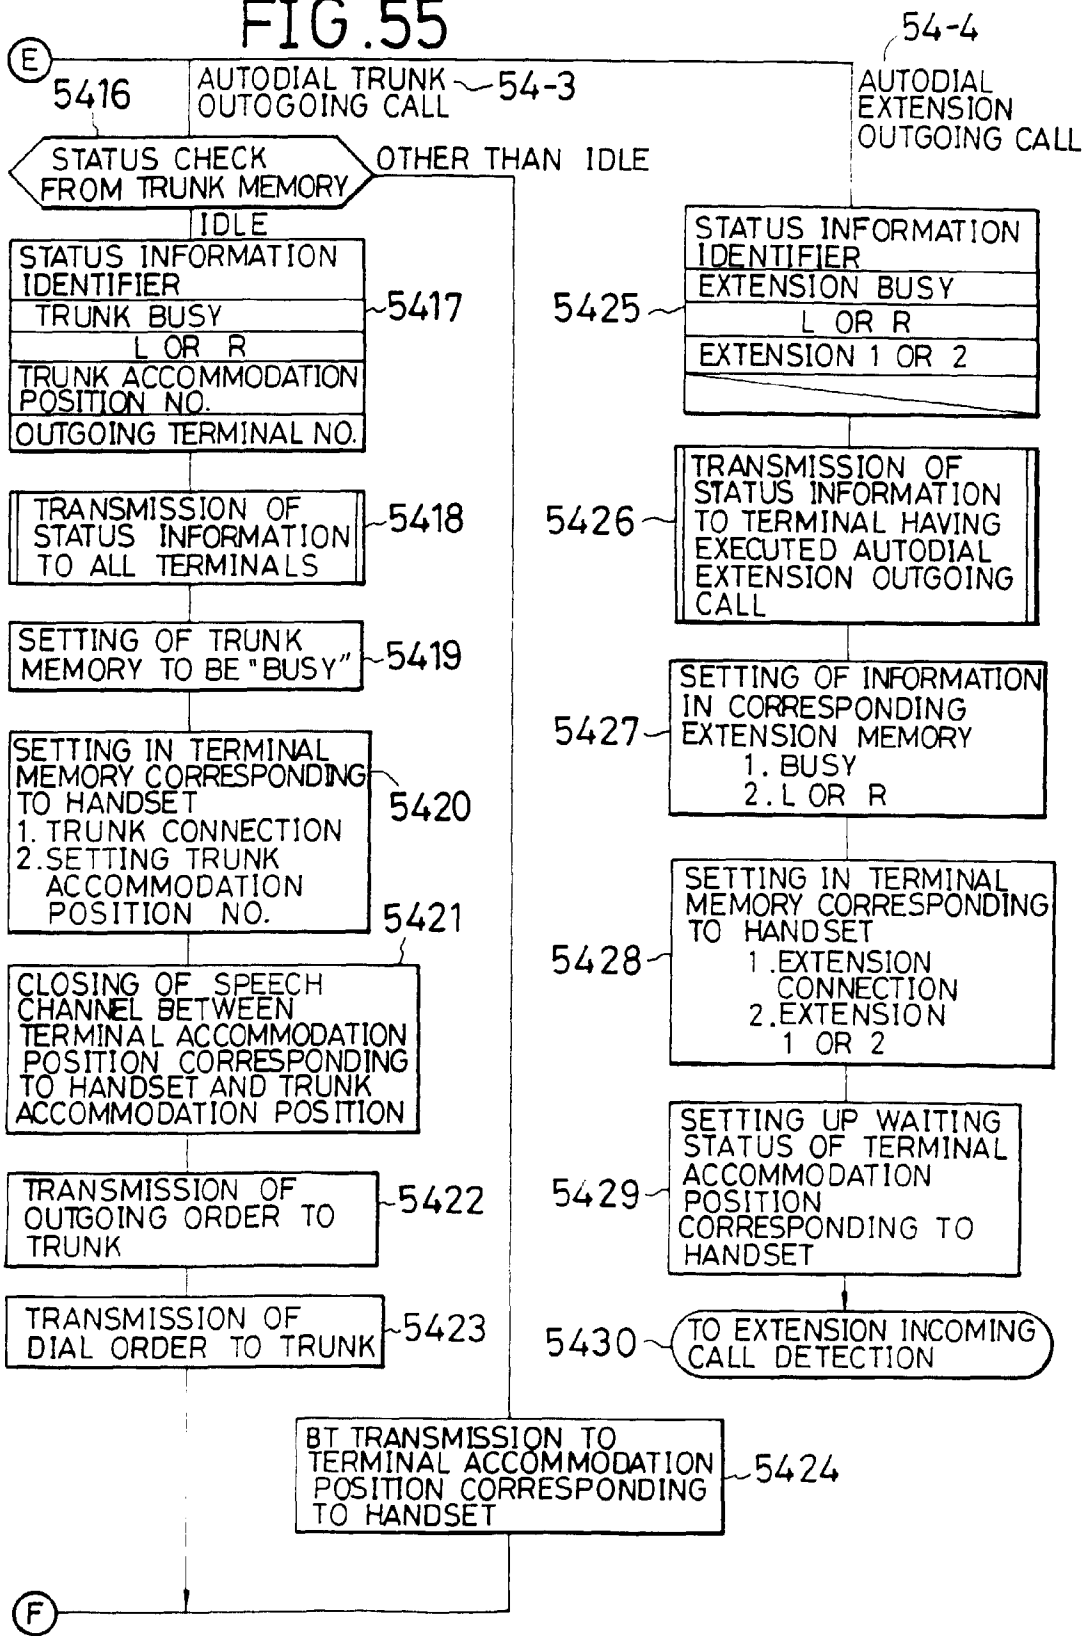 FIG.55
E
5416
AUTODIAL TRUNK
OUTOGOING CALL
54-3
STATUS CHECK
FROM TRUNK MEMORY
OTHER THAN IDLE
IDLE
STATUS INFORMATION
IDENTIFIER
TRUNK BUSY
L OR R
TRUNK ACCOMMODATION
POSITION NO.
OUTGOING TERMINAL NO.
5417
TRANSMISSION OF
STATUS INFORMATION
TO ALL TERMINALS
5418
SETTING OF TRUNK
MEMORY TO BE "BUSY"
5419
SETTING IN TERMINAL
MEMORY CORRESPONDING
TO HANDSET
1. TRUNK CONNECTION
2. SETTING TRUNK
ACCOMMODATION
POSITION NO.
5420
5421
CLOSING OF SPEECH
CHANNEL BETWEEN
TERMINAL ACCOMMODATION
POSITION CORRESPONDING
TO HANDSET AND TRUNK
ACCOMMODATION POSITION
TRANSMISSION OF
OUTGOING ORDER TO
TRUNK
5422
TRANSMISSION OF
DIAL ORDER TO TRUNK
5423
BT TRANSMISSION TO
TERMINAL ACCOMMODATION
POSITION CORRESPONDING
TO HANDSET
5424
F
54-4
AUTODIAL
EXTENSION
OUTGOING CALL
STATUS INFORMATION
IDENTIFIER
EXTENSION BUSY
L OR R
EXTENSION 1 OR 2
5425
TRANSMISSION OF
STATUS INFORMATION
TO TERMINAL HAVING
EXECUTED AUTODIAL
EXTENSION OUTGOING
CALL
5426
SETTING OF INFORMATION
IN CORRESPONDING
EXTENSION MEMORY
1. BUSY
2. L OR R
5427
SETTING IN TERMINAL
MEMORY CORRESPONDING
TO HANDSET
1. EXTENSION
CONNECTION
2. EXTENSION
1 OR 2
5428
SETTING UP WAITING
STATUS OF TERMINAL
ACCOMMODATION
POSITION
CORRESPONDING TO
HANDSET
5429
TO EXTENSION INCOMING
CALL DETECTION
5430